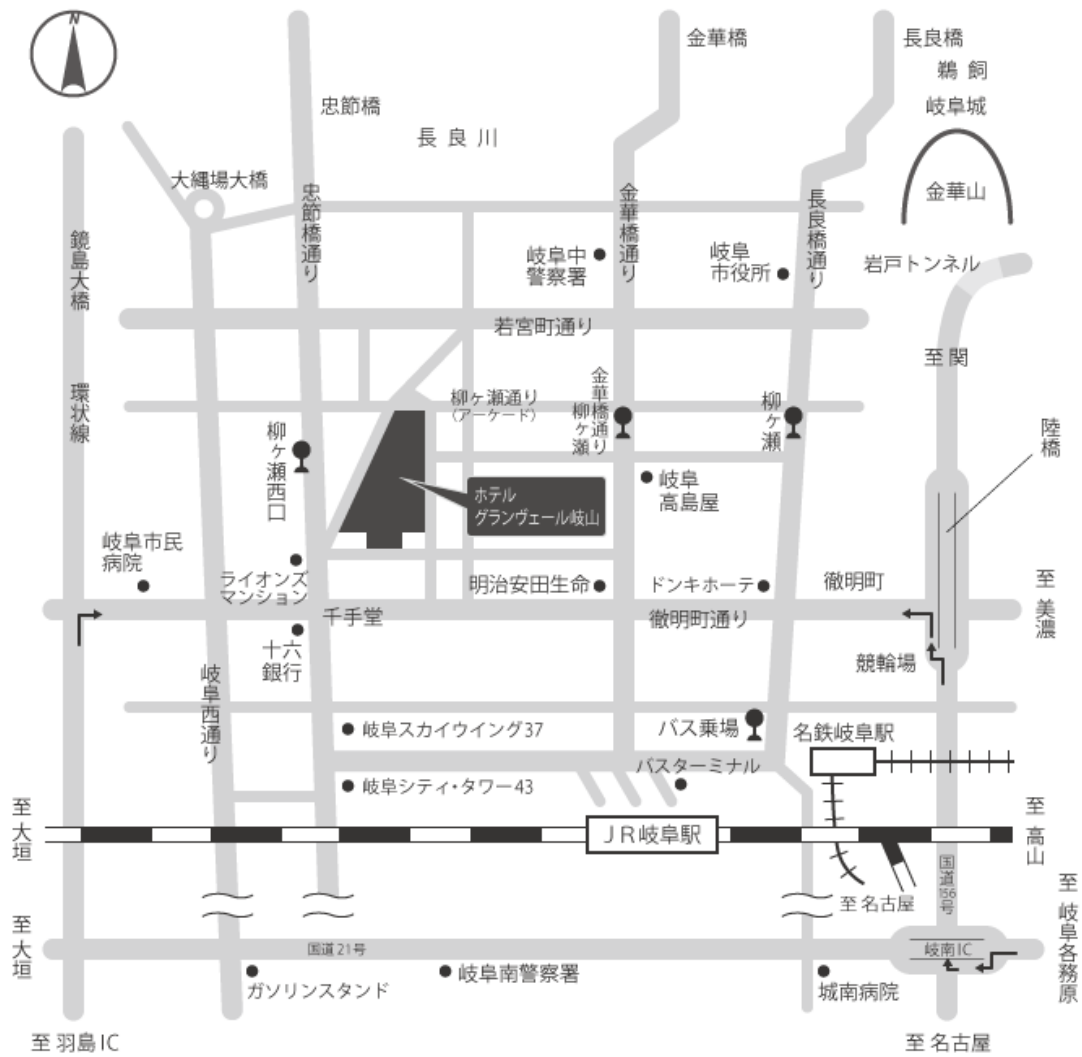 N
金華橋
長良橋
鵜飼
岐阜城
忠節橋
長良川
大縄場大橋
金華山
忠節橋通り
金華橋通り
長良橋通り
鏡島大橋
岐阜中
警察署
岐阜
市役所
岩戸トンネル
若宮町通り
至 関
環状線
柳ヶ瀬通り
(アーケード)
金華橋通り
柳ヶ瀬
柳ヶ瀬
柳ヶ瀬西口
陸橋
ホテル
グランヴェール岐山
岐阜
高島屋
岐阜市民
病院
ライオンズ
マンション
明治安田生命
ドンキホーテ
徹明町
至 美濃
千手堂
徹明町通り
十六
銀行
競輪場
岐阜西通り
岐阜スカイウイング37
バス乗場
名鉄岐阜駅
バスターミナル
岐阜シティ・タワー43
至 大垣
JR岐阜駅
至 高山
国道156号
至 名古屋
至 岐阜各務原
至 大垣
国道21号
岐南IC
ガソリンスタンド
岐阜南警察署
城南病院
至 羽島IC
至 名古屋